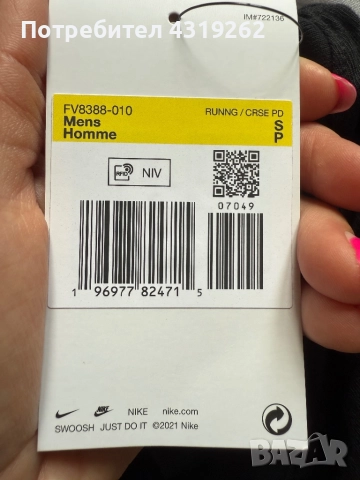 Потребител 4319262
IM#722136
FV8388-010
RUNNG / CRSE PD
Mens
Homme
S
P
RFID
NIV
07049
1 96977 82471 5
NIKE nike.com
SWOOSH JUST DO IT ©2021 Nike
BAZAR